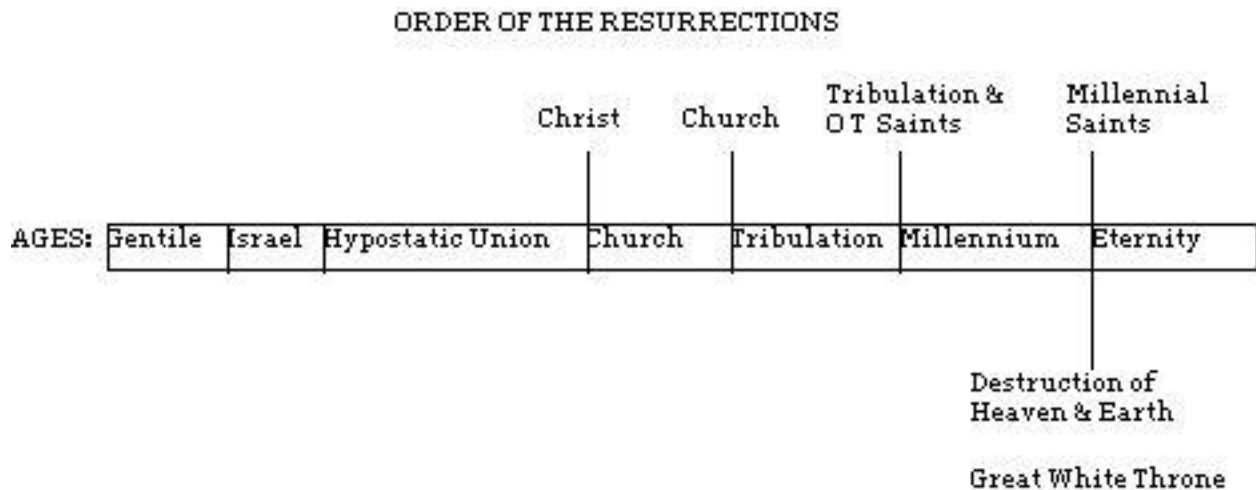 ORDER OF THE RESURRECTIONS
Christ
Church
Tribulation &
O T Saints
Millennial
Saints
AGES: Gentile Israel Hypostatic Union Church Tribulation Millennium Eternity
Destruction of
Heaven & Earth
Great White Throne